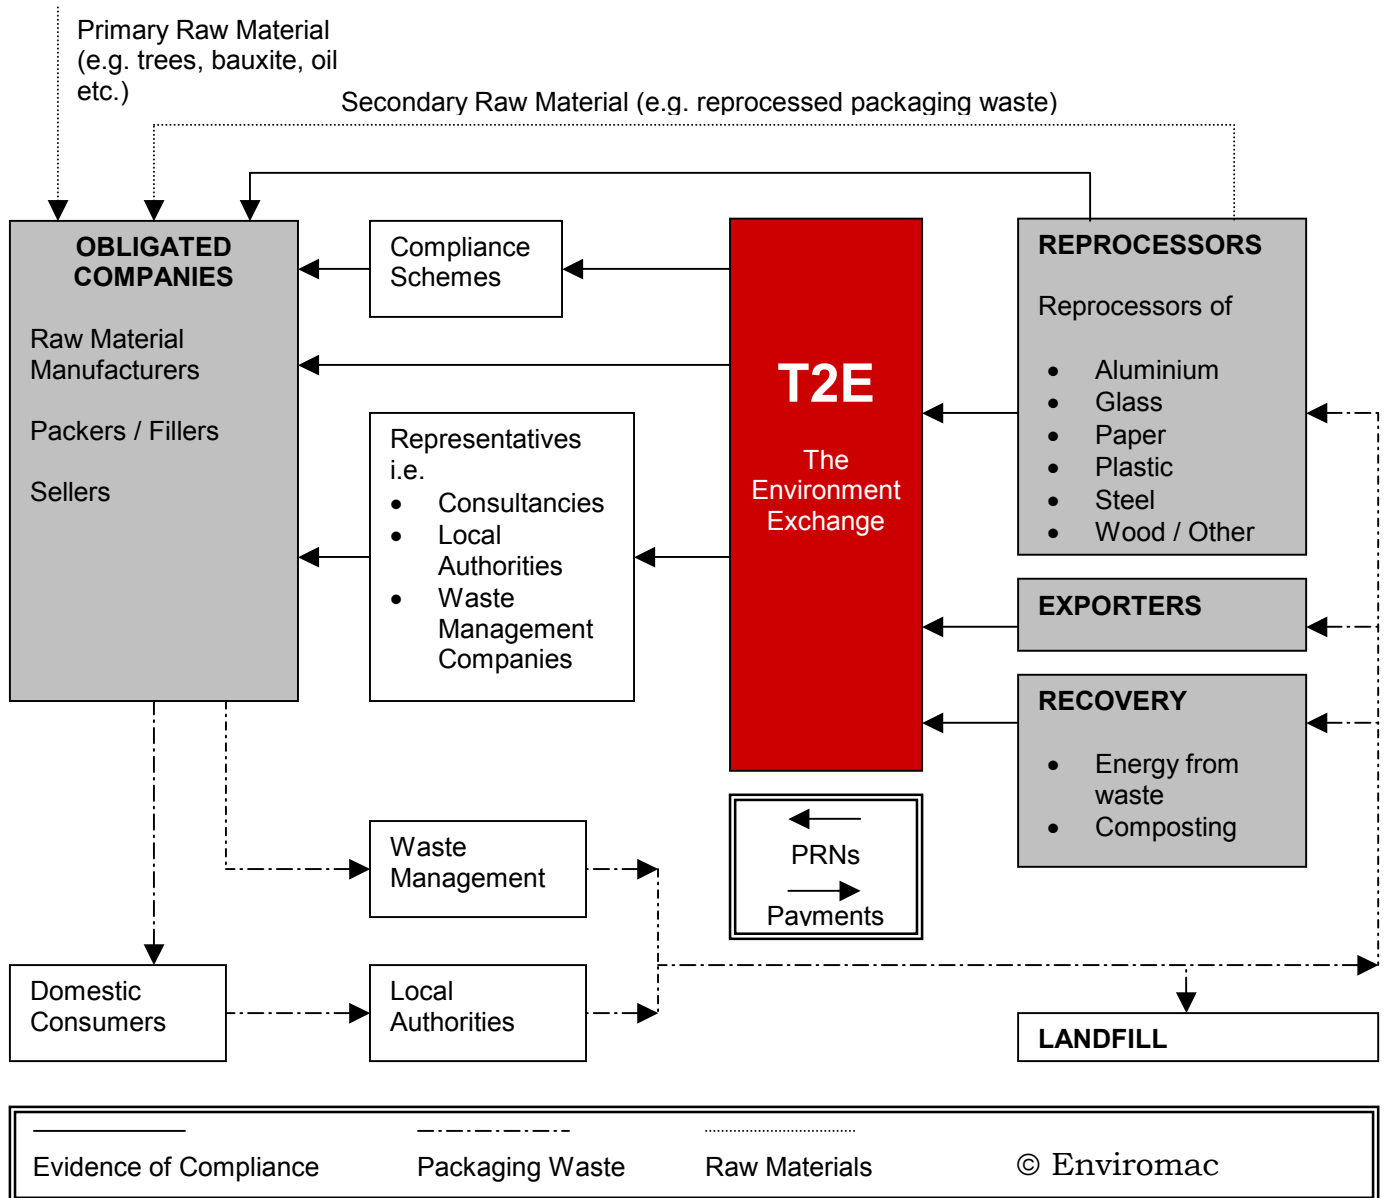 Primary Raw Material
(e.g. trees, bauxite, oil
etc.)
Secondary Raw Material (e.g. reprocessed packaging waste)
OBLIGATED
COMPANIES
Raw Material
Manufacturers
Packers / Fillers
Sellers
Compliance
Schemes
Representatives
i.e.
• Consultancies
• Local
Authorities
• Waste
Management
Companies
T2E
The
Environment
Exchange
REPROCESSORS
Reprocessors of
• Aluminium
• Glass
• Paper
• Plastic
• Steel
• Wood / Other
EXPORTERS
RECOVERY
• Energy from
waste
• Composting
PRNs
Payments
Waste
Management
Domestic
Consumers
Local
Authorities
LANDFILL
Evidence of Compliance
Packaging Waste
Raw Materials
© Enviromac